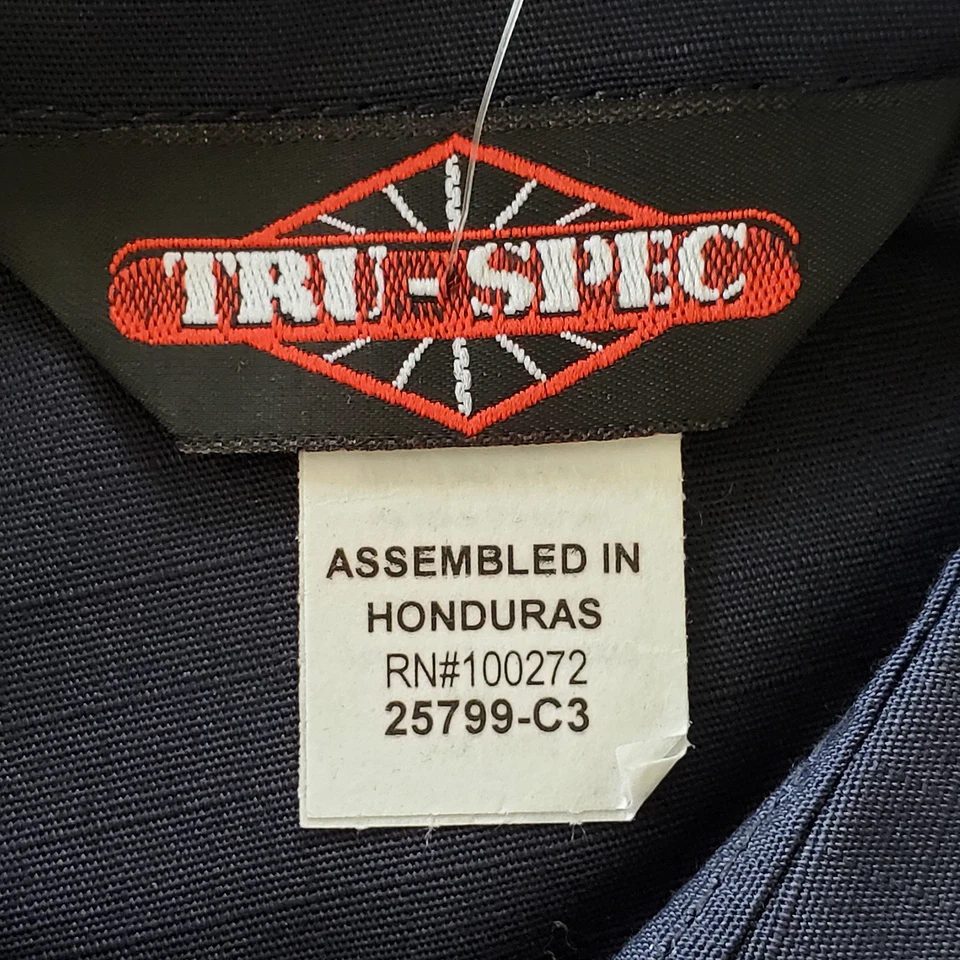 TRU-SPEC
ASSEMBLED IN
HONDURAS
RN#100272
25799-C3